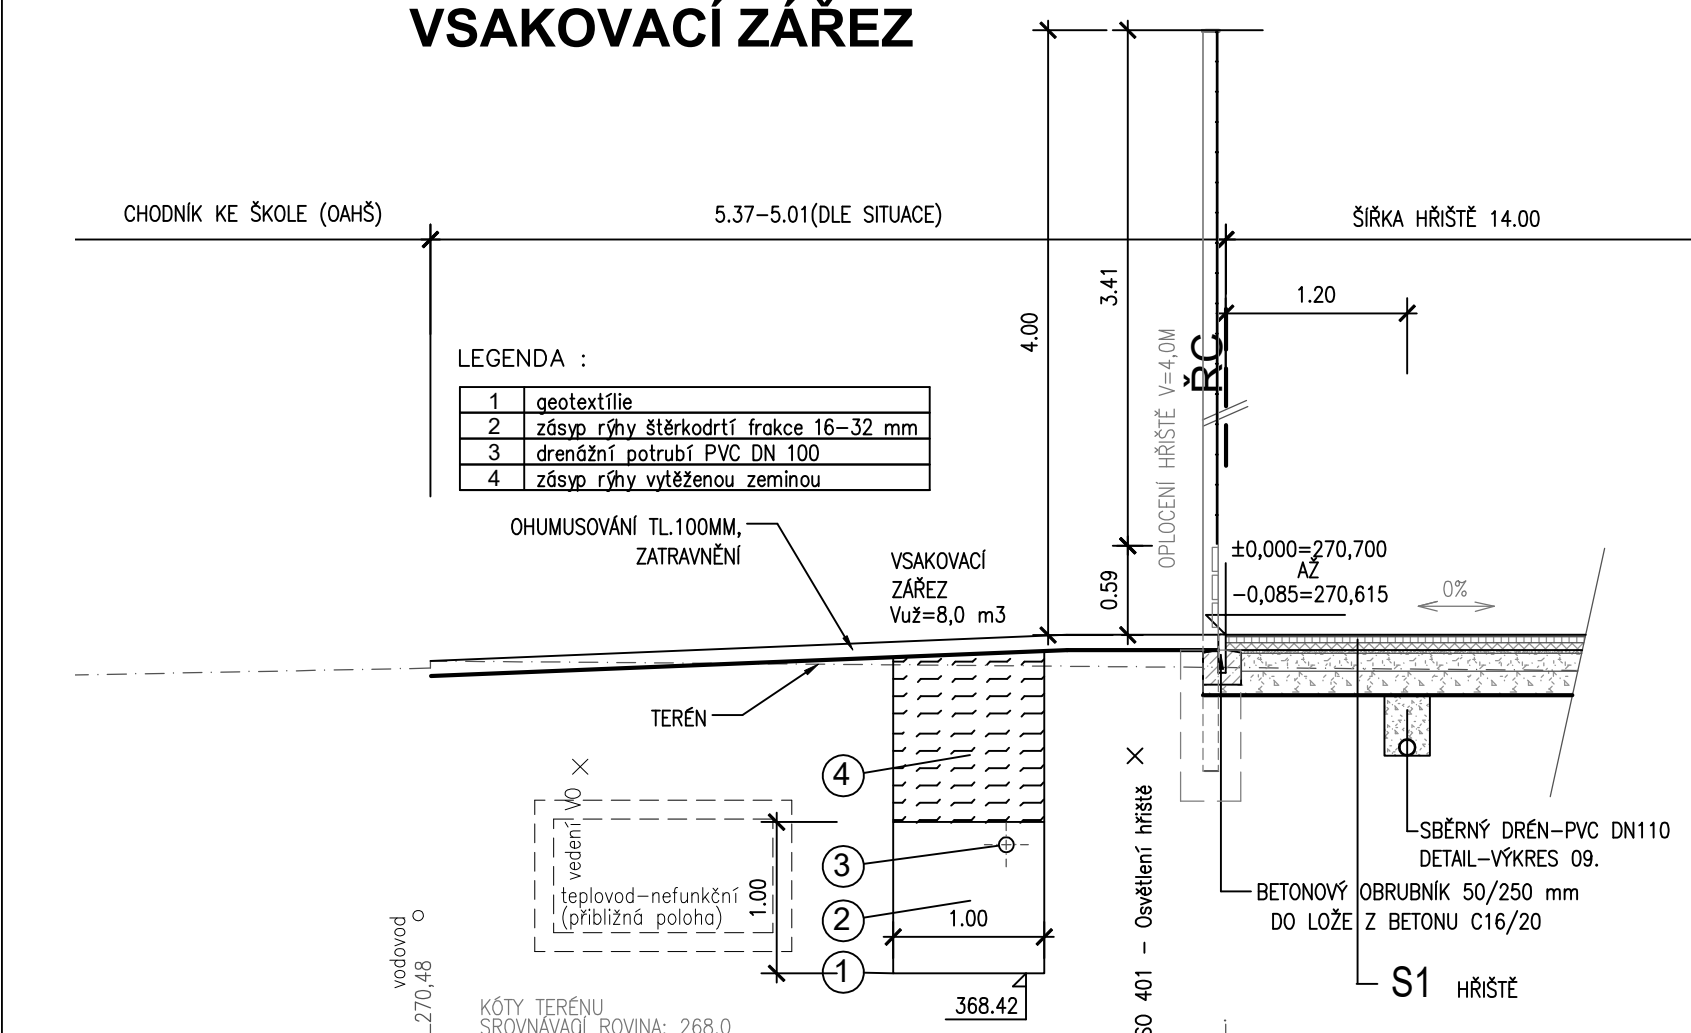 VSAKOVACÍ ZÁŘEZ
CHODNÍK KE ŠKOLE (OAHŠ)
5.37-5.01(DLE SITUACE)
ŠÍŘKA HŘIŠTĚ 14.00
1.20
3.41
4.00
ŘC
OPLOCENÍ HŘIŠTĚ V=4,0M
LEGENDA :
1 geotextílie
2 zásyp rýhy štěrkodrtí frakce 16-32 mm
3 drenážní potrubí PVC DN 100
4 zásyp rýhy vytěženou zeminou
OHUMUSOVÁNÍ TL.100MM,
ZATRAVNĚNÍ
VSAKOVACÍ
ZÁŘEZ
Vuž=8,0 m3
0.59
±0,000=270,700
AŽ
-0,085=270,615
0%
TERÉN
4
3
2
1
vedení VO
teplovod-nefunkční
(přibližná poloha)
1.00
1.00
368.42
SO 401 - Osvětlení hřiště
SBĚRNÝ DRÉN-PVC DN110
DETAIL-VÝKRES 09.
BETONOVÝ OBRUBNÍK 50/250 mm
DO LOŽE Z BETONU C16/20
S1 HŘIŠTĚ
vodovod
270,48
KÓTY TERÉNU
SROVNÁVACÍ ROVINA: 268.0